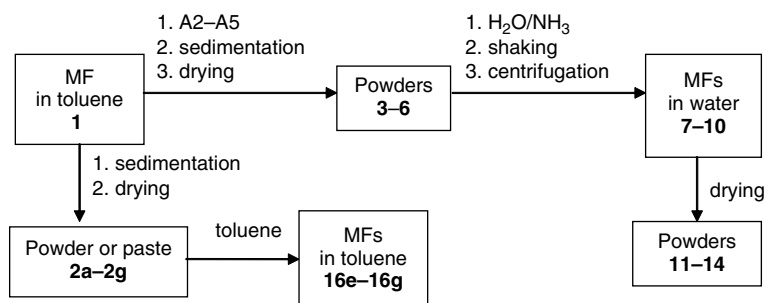 1. A2–A5
2. sedimentation
3. drying
1. H₂O/NH₃
2. shaking
3. centrifugation
MF
in toluene
1
Powders
3–6
MFs
in water
7–10
1. sedimentation
2. drying
drying
Powder or paste
2a–2g
toluene
MFs
in toluene
16e–16g
Powders
11–14